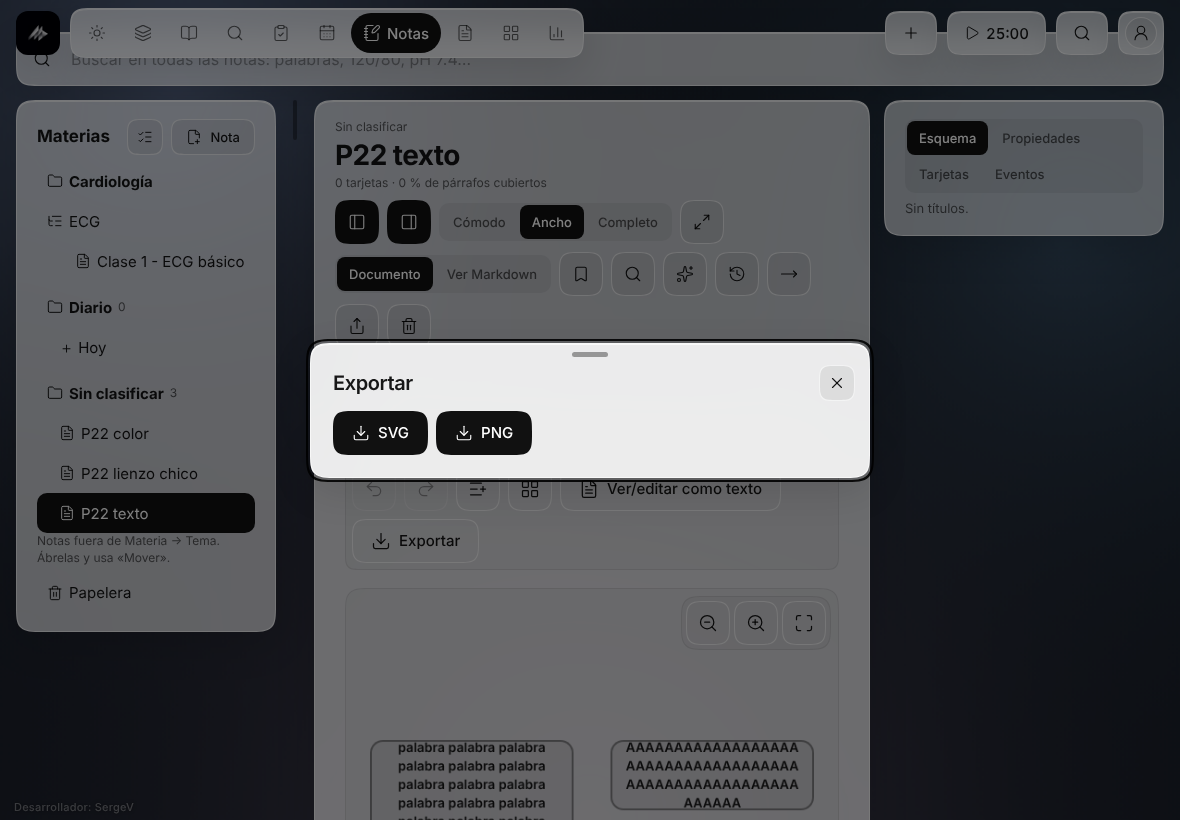 Notas
25:00
Buscar en todas las notas: palabras, 120/80, pH 7.4...
Materias
Nota
Cardiología
ECG
Clase 1 - ECG básico
Diario 0
+ Hoy
Sin clasificar 3
P22 color
P22 lienzo chico
P22 texto
Notas fuera de Materia → Tema.
Ábrelas y usa «Mover».
Papelera
Sin clasificar
P22 texto
0 tarjetas · 0 % de párrafos cubiertos
Cómodo Ancho Completo
Documento Ver Markdown
Exportar
SVG PNG
Ver/editar como texto
Exportar
palabra palabra palabra
palabra palabra palabra
palabra palabra palabra
palabra palabra palabra
AAAAAAAAAAAAAAAAAA
AAAAAAAAAAAAAAAAAA
AAAAAAAAAAAAAAAAAA
AAAAAA
Esquema Propiedades
Tarjetas Eventos
Sin títulos.
Desarrollador: SergeV